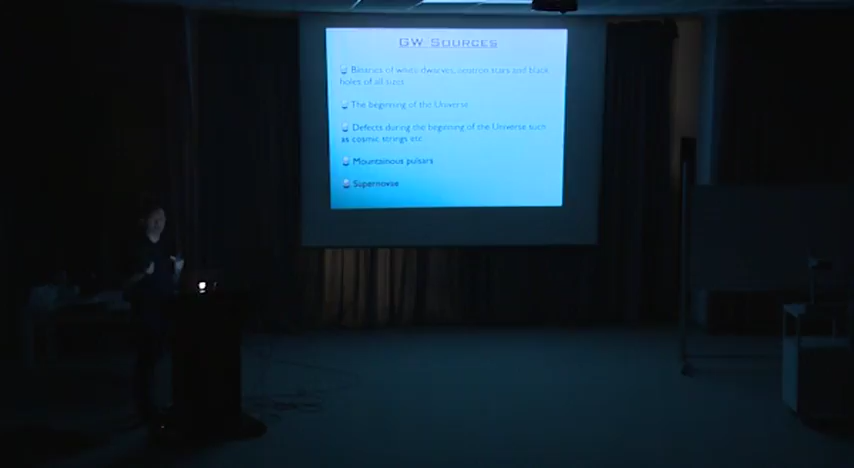 GW Sources
Binaries of white dwarves, neutron stars and black
holes of all sizes
The beginning of the Universe
Defects during the beginning of the Universe such
as cosmic strings etc
Mountainous pulsars
Supernovae